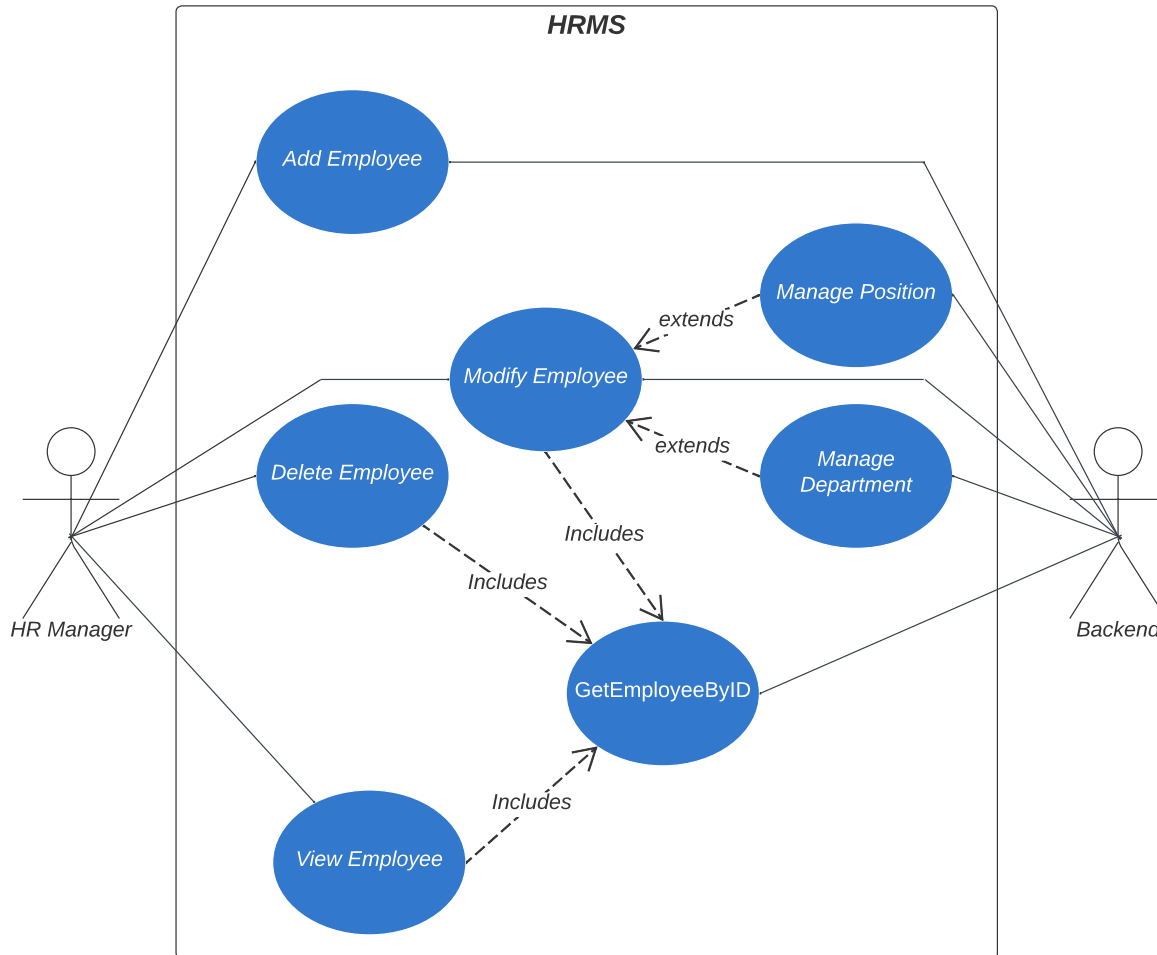 HRMS
Add Employee
Manage Position
extends
Modify Employee
extends
Manage
Department
Delete Employee
Includes
Includes
HR Manager
Backend
GetEmployeeByID
Includes
View Employee